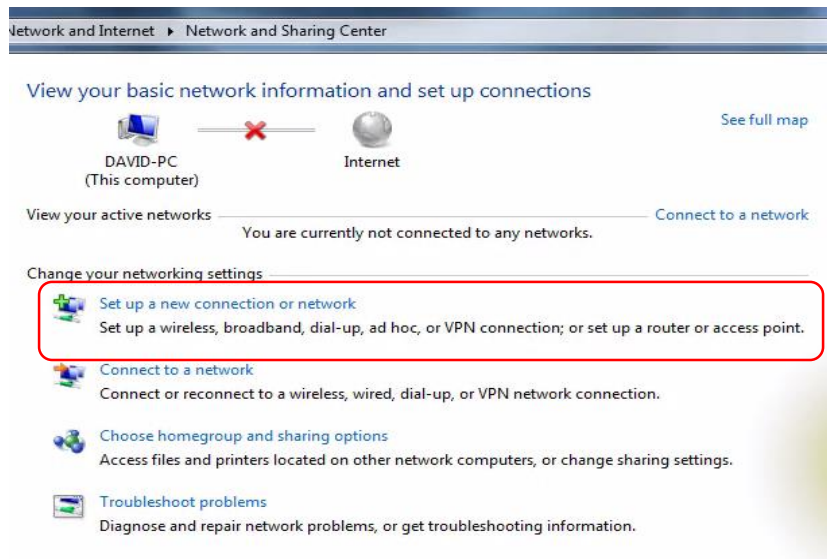 Network and Internet ▸ Network and Sharing Center
View your basic network information and set up connections
See full map
DAVID-PC
(This computer)
Internet
View your active networks
Connect to a network
You are currently not connected to any networks.
Change your networking settings
Set up a new connection or network
Set up a wireless, broadband, dial-up, ad hoc, or VPN connection; or set up a router or access point.
Connect to a network
Connect or reconnect to a wireless, wired, dial-up, or VPN network connection.
Choose homegroup and sharing options
Access files and printers located on other network computers, or change sharing settings.
Troubleshoot problems
Diagnose and repair network problems, or get troubleshooting information.